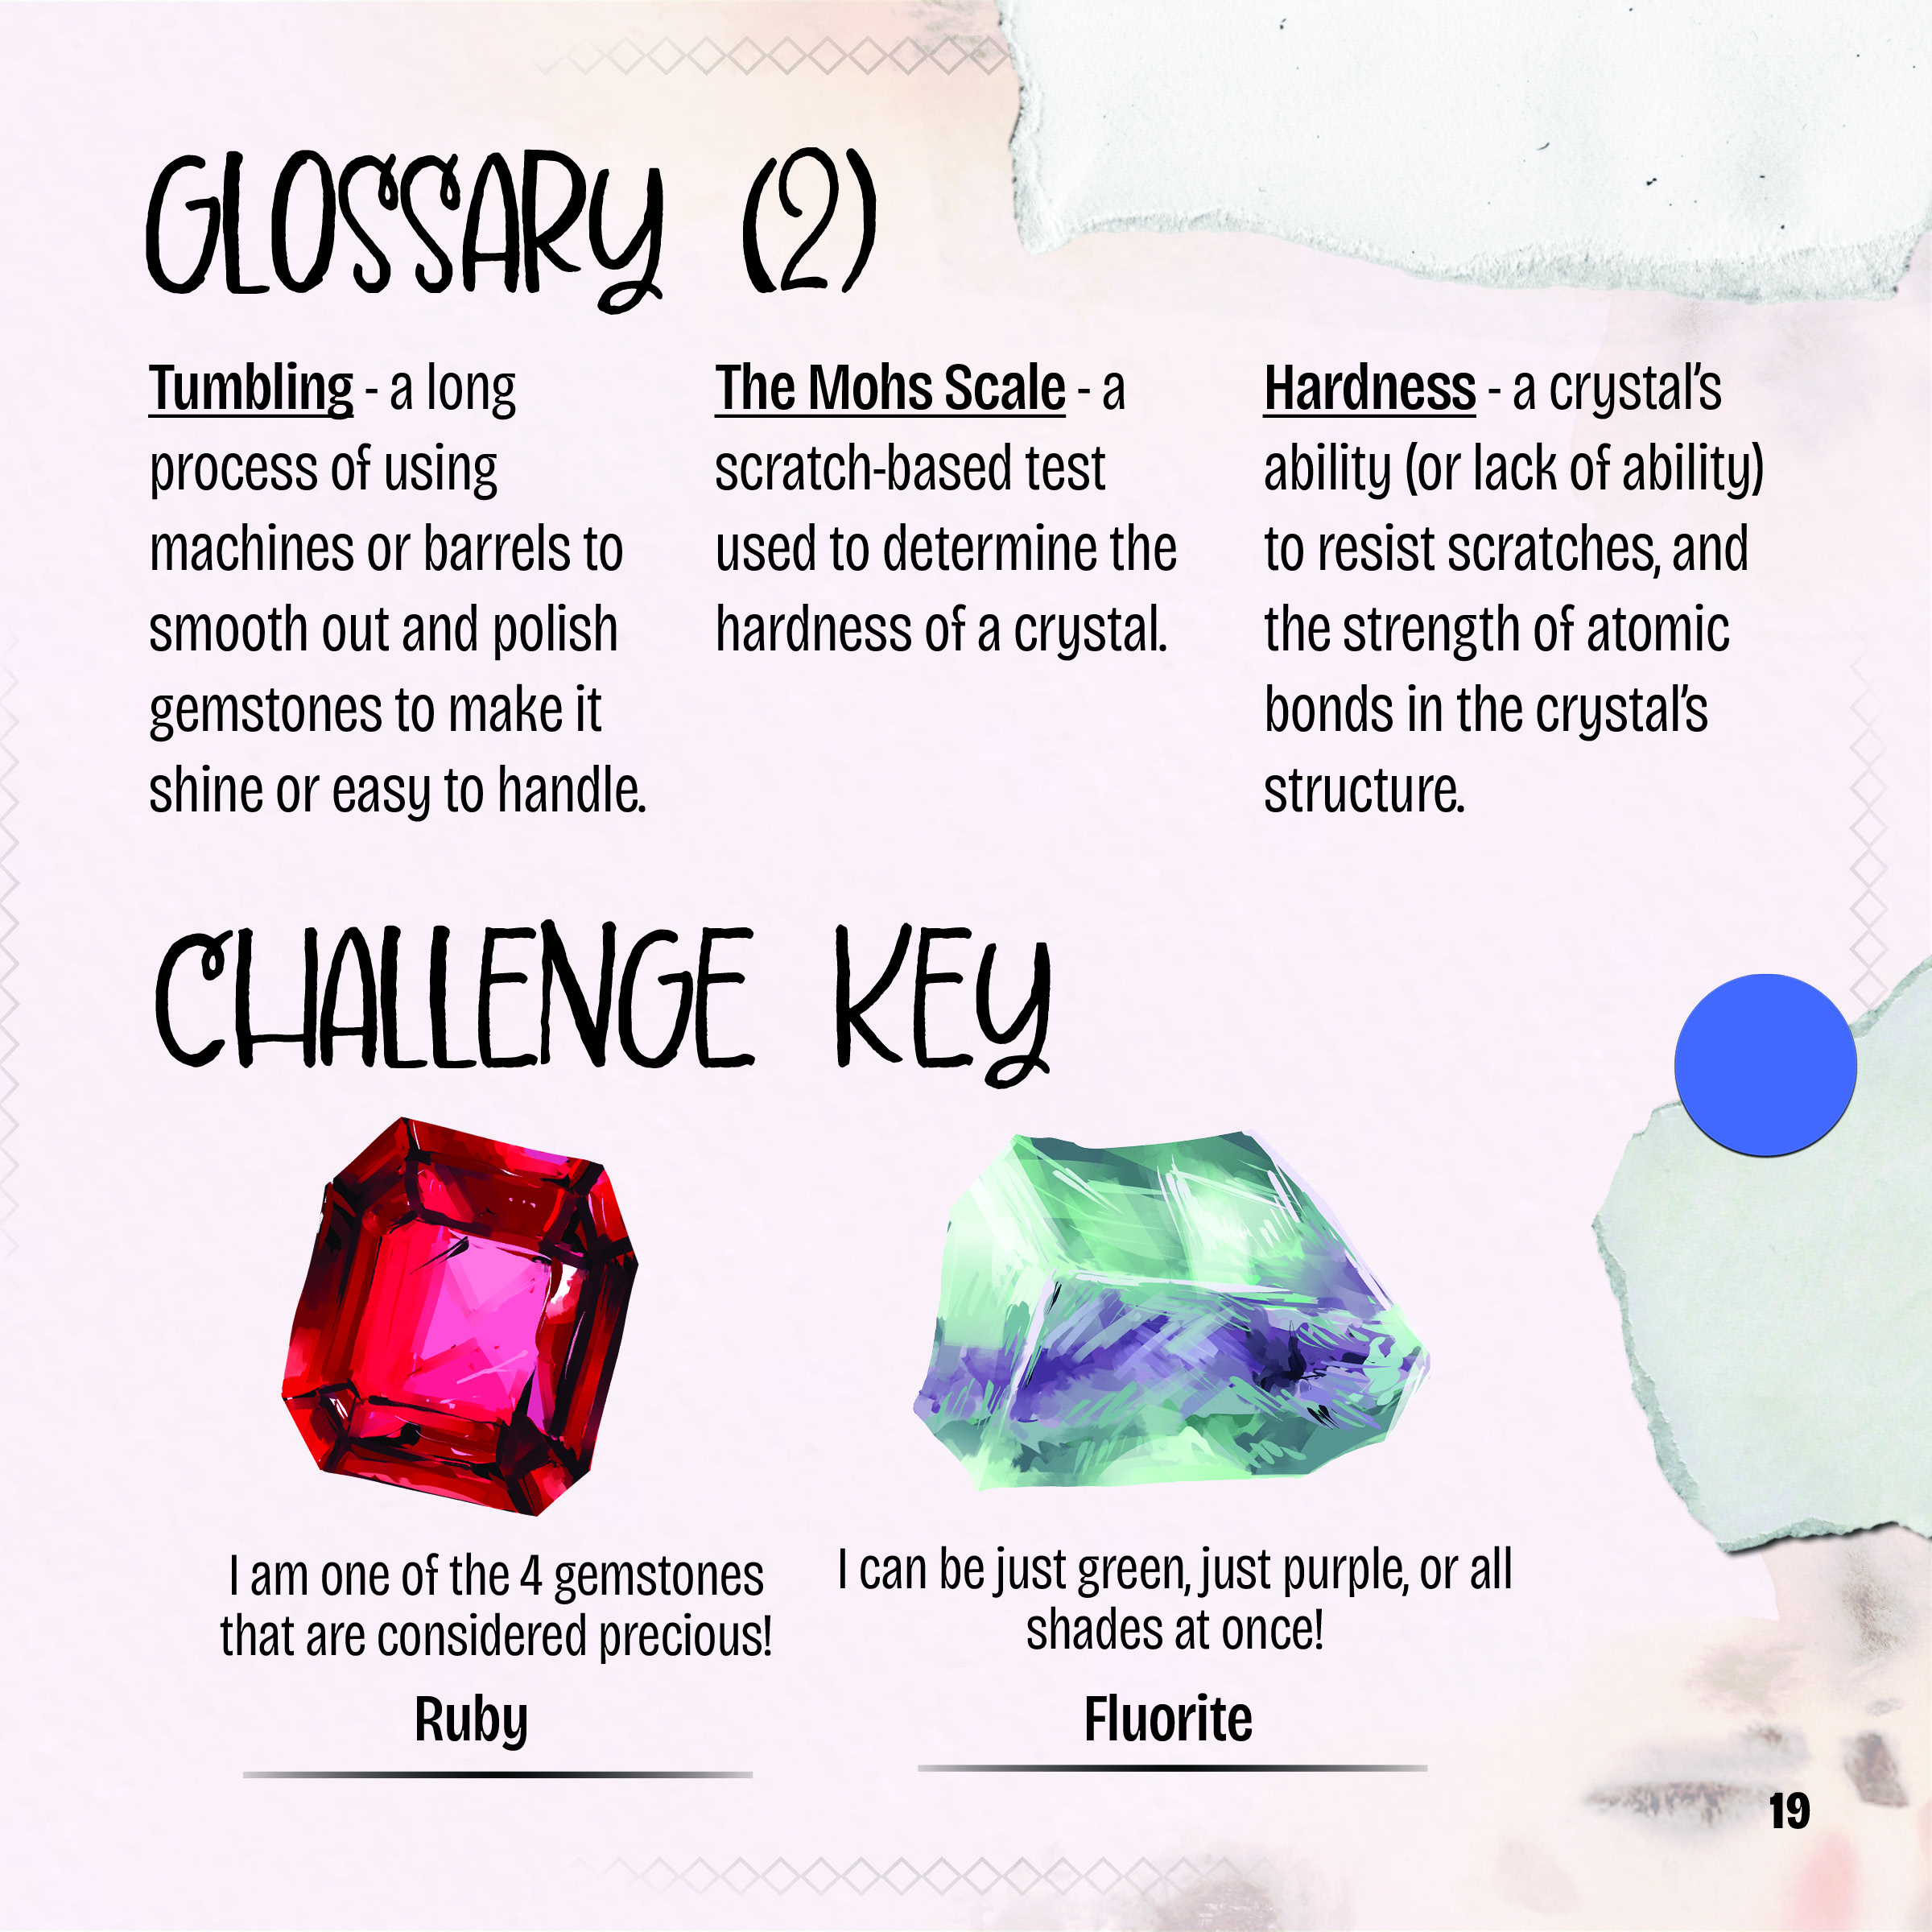 GLOSSARY (2)
Tumbling - a long
process of using
machines or barrels to
smooth out and polish
gemstones to make it
shine or easy to handle.
The Mohs Scale - a
scratch-based test
used to determine the
hardness of a crystal.
Hardness - a crystal’s
ability (or lack of ability)
to resist scratches, and
the strength of atomic
bonds in the crystal’s
structure.
CHALLENGE KEY
I am one of the 4 gemstones
that are considered precious!
Ruby
I can be just green, just purple, or all
shades at once!
Fluorite
19